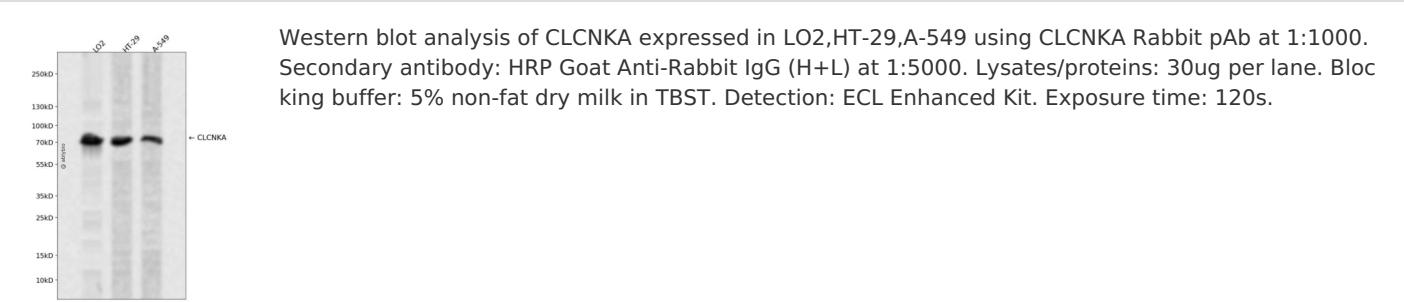 LO2
HT-29
A-549
250kD
130kD
100kD
70kD
55kD
35kD
25kD
15kD
10kD
← CLCNKA
Western blot analysis of CLCNKA expressed in LO2,HT-29,A-549 using CLCNKA Rabbit pAb at 1:1000.
Secondary antibody: HRP Goat Anti-Rabbit IgG (H+L) at 1:5000. Lysates/proteins: 30ug per lane. Bloc
king buffer: 5% non-fat dry milk in TBST. Detection: ECL Enhanced Kit. Exposure time: 120s.